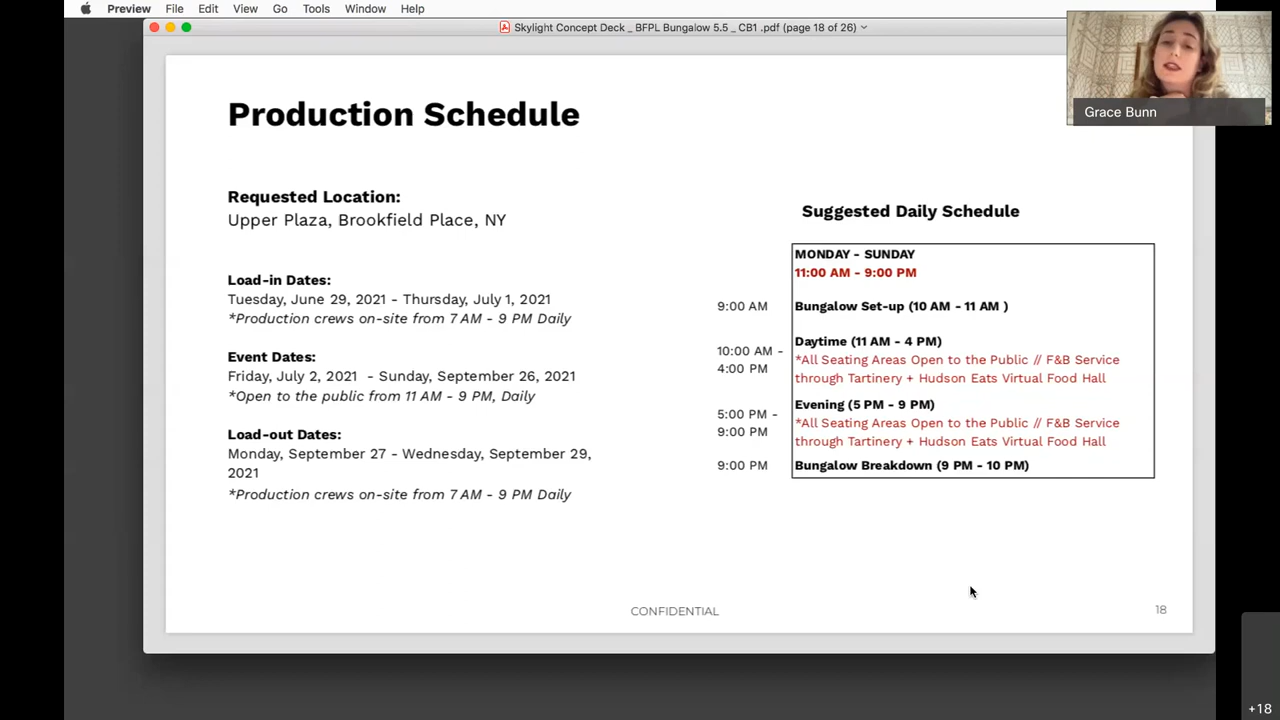 Preview File Edit View Go Tools Window Help
Skylight Concept Deck _ BFPL Bungalow 5.5 _ CB1 .pdf (page 18 of 26)
Grace Bunn
Production Schedule
Requested Location:
Upper Plaza, Brookfield Place, NY
Load-in Dates:
Tuesday, June 29, 2021 - Thursday, July 1, 2021
*Production crews on-site from 7 AM - 9 PM Daily
Event Dates:
Friday, July 2, 2021 - Sunday, September 26, 2021
*Open to the public from 11 AM - 9 PM, Daily
Load-out Dates:
Monday, September 27 - Wednesday, September 29,
2021
*Production crews on-site from 7 AM - 9 PM Daily
Suggested Daily Schedule
MONDAY - SUNDAY
11:00 AM - 9:00 PM
9:00 AM
Bungalow Set-up (10 AM - 11 AM )
10:00 AM -
4:00 PM
Daytime (11 AM - 4 PM)
*All Seating Areas Open to the Public // F&B Service
through Tartinery + Hudson Eats Virtual Food Hall
5:00 PM -
9:00 PM
Evening (5 PM - 9 PM)
*All Seating Areas Open to the Public // F&B Service
through Tartinery + Hudson Eats Virtual Food Hall
9:00 PM
Bungalow Breakdown (9 PM - 10 PM)
CONFIDENTIAL
18
+18